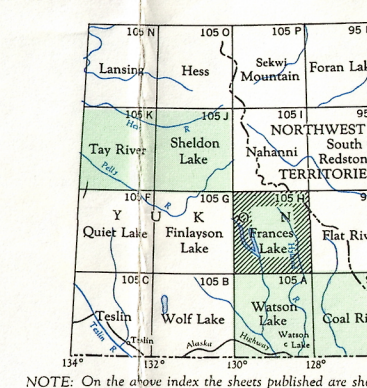 105 N
105 O
105 P
95
Lansing
Hess
Sekwi
Mountain
Foran Lak
105 K
105 J
105 I
Hess
R
NORTHWEST
Tay River
Sheldon
Lake
Nahanni
South
Redston
TERRITORIE
Pelly
R
105 F
105 G
105 H
Y U K O N
Quiet Lake
Finlayson
Lake
Frances
Lake
Flat Riv
105 C
105 B
105 A
R
Teslin
Wolf Lake
Watson
Lake
Coal Ri
Teslin
R
Teslin
Alaska
Highway
Watson
Lake
134°
132°
130°
128°
NOTE: On the above index the sheets published are sh